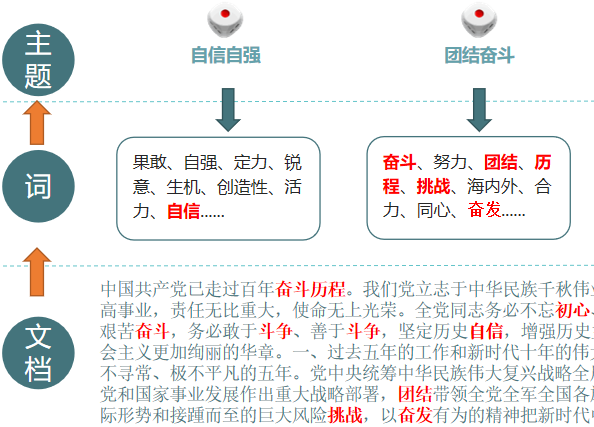 主题
自信自强
团结奋斗
词
果敢、自强、定力、锐
意、生机、创造性、活
力、自信......
奋斗、努力、团结、历
程、挑战、海内外、合
力、同心、奋发......
文档
中国共产党已走过百年奋斗历程。我们党立志于中华民族千秋伟
高事业，责任无比重大，使命无上光荣。全党同志务必不忘初心、
艰苦奋斗，务必敢于斗争、善于斗争，坚定历史自信，增强历史
会主义更加绚丽的华章。一、过去五年的工作和新时代十年的伟
不寻常、极不平凡的五年。党中央统筹中华民族伟大复兴战略全
党和国家事业发展作出重大战略部署，团结带领全党全军全国各
际形势和接踵而至的巨大风险挑战，以奋发有为的精神把新时代